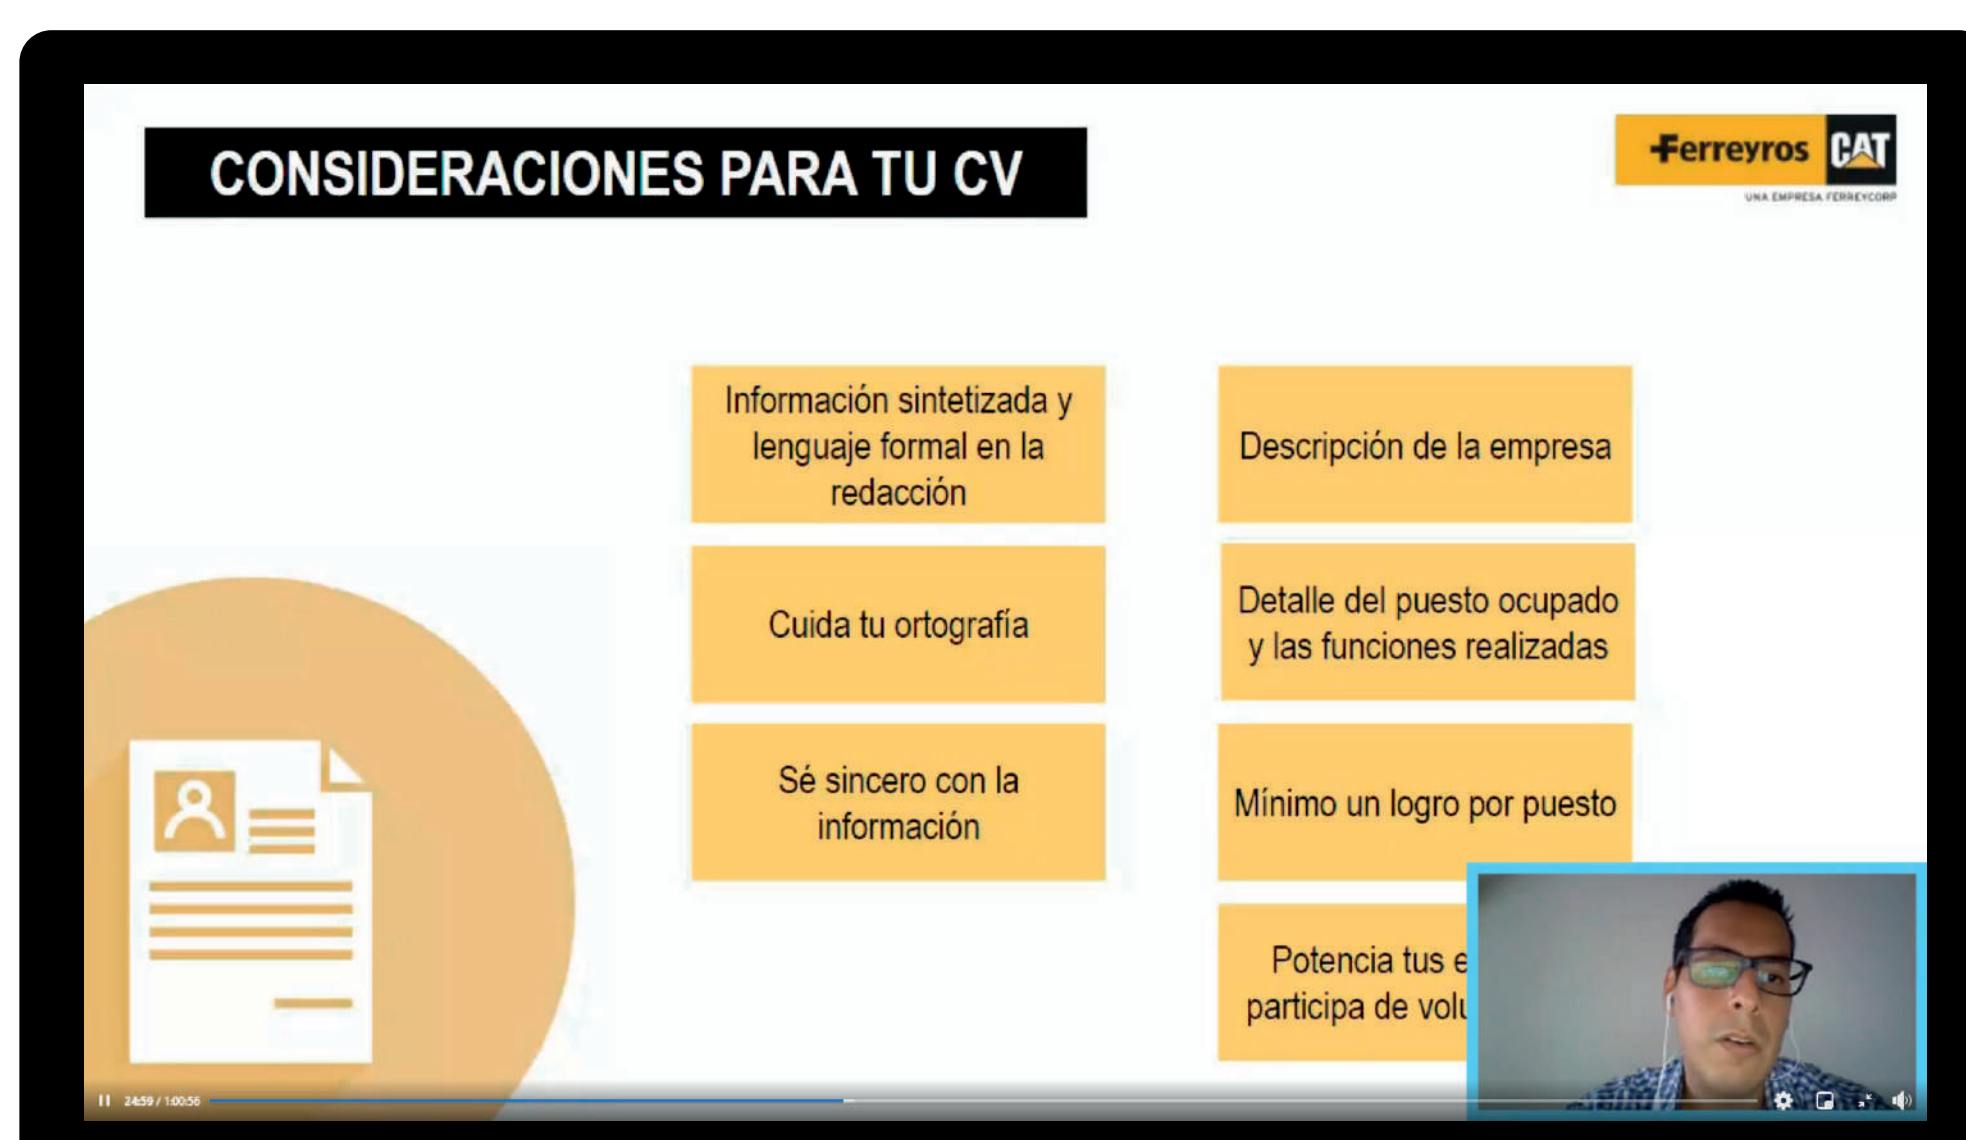 CONSIDERACIONES PARA TU CV
Ferreyros CAT
UNA EMPRESA FERREYCORP
Información sintetizada y
lenguaje formal en la
redacción
Cuida tu ortografía
Sé sincero con la
información
Descripción de la empresa
Detalle del puesto ocupado
y las funciones realizadas
Mínimo un logro por puesto
Potencia tus e
participa de volu
24:59 / 1:00:56